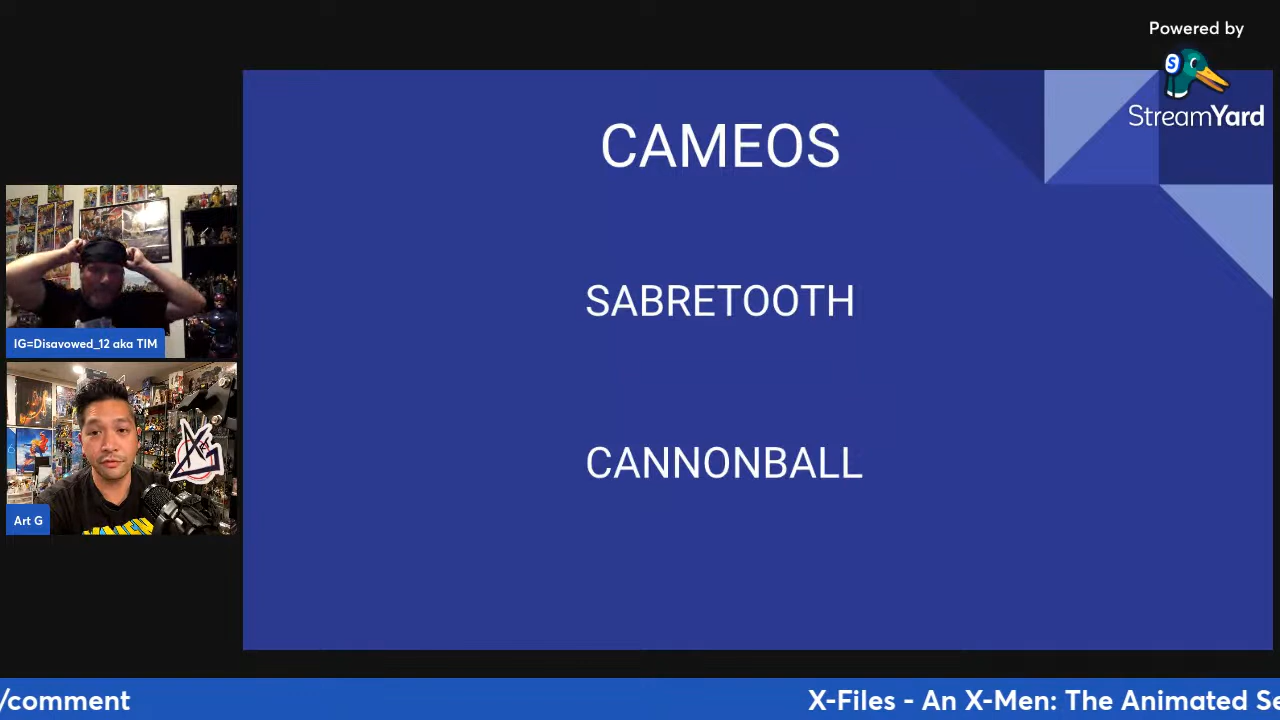 Powered by
StreamYard
CAMEOS
SABRETOOTH
CANNONBALL
IG=Disavowed_12 aka TIM
Art G
/comment
X-Files - An X-Men: The Animated Se